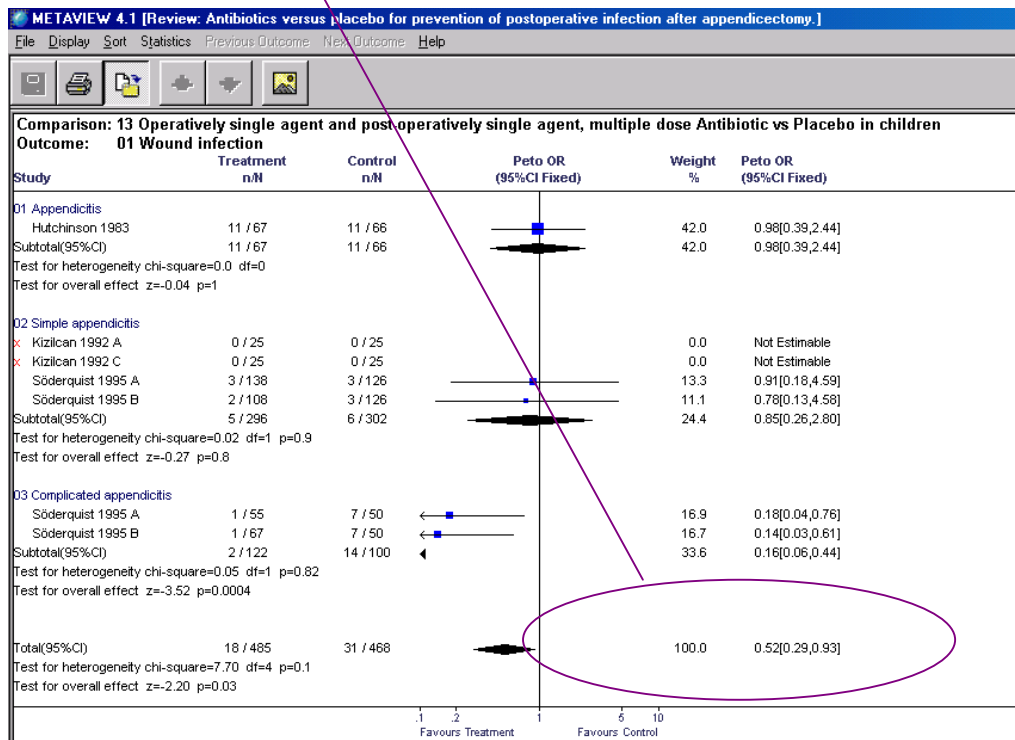 METAVIEW 4.1 [Review: Antibiotics versus placebo for prevention of postoperative infection after appendicectomy.]
File Display Sort Statistics Previous Outcome Next Outcome Help
Comparison: 13 Operatively single agent and post-operatively single agent, multiple dose Antibiotic vs Placebo in children
Outcome: 01 Wound infection
Treatment Control Peto OR Weight Peto OR
Study n/N n/N (95%CI Fixed) % (95%CI Fixed)
01 Appendicitis
Hutchinson 1983 11 / 67 11 / 66 42.0 0.98[0.39,2.44]
Subtotal(95%CI) 11 / 67 11 / 66 42.0 0.98[0.39,2.44]
Test for heterogeneity chi-square=0.0 df=0
Test for overall effect z=-0.04 p=1
02 Simple appendicitis
x Kizilcan 1992 A 0 / 25 0 / 25 0.0 Not Estimable
x Kizilcan 1992 C 0 / 25 0 / 25 0.0 Not Estimable
Söderquist 1995 A 3 / 138 3 / 126 13.3 0.91[0.18,4.59]
Söderquist 1995 B 2 / 108 3 / 126 11.1 0.78[0.13,4.58]
Subtotal(95%CI) 5 / 296 6 / 302 24.4 0.85[0.26,2.80]
Test for heterogeneity chi-square=0.02 df=1 p=0.9
Test for overall effect z=-0.27 p=0.8
03 Complicated appendicitis
Söderquist 1995 A 1 / 55 7 / 50 16.9 0.18[0.04,0.76]
Söderquist 1995 B 1 / 67 7 / 50 16.7 0.14[0.03,0.61]
Subtotal(95%CI) 2 / 122 14 / 100 33.6 0.16[0.06,0.44]
Test for heterogeneity chi-square=0.05 df=1 p=0.82
Test for overall effect z=-3.52 p=0.0004
Total(95%CI) 18 / 485 31 / 468 100.0 0.52[0.29,0.93]
Test for heterogeneity chi-square=7.70 df=4 p=0.1
Test for overall effect z=-2.20 p=0.03
.1 .2 1 5 10
Favours Treatment Favours Control